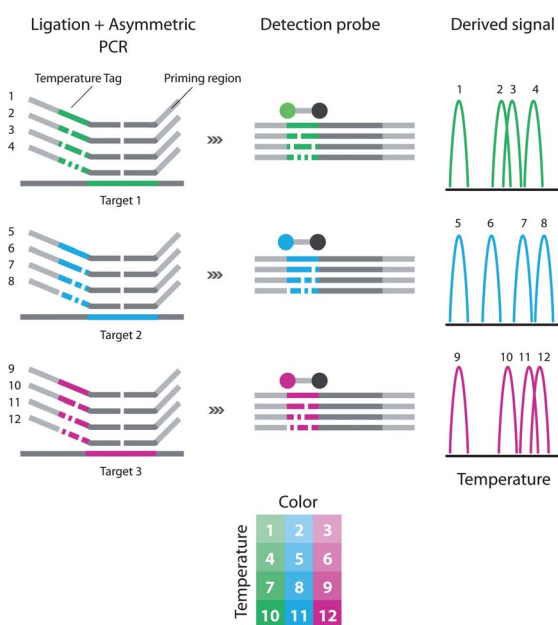 Ligation + Asymmetric
PCR
Detection probe
Derived signal
Temperature Tag
Priming region
1
2
3
4
Target 1
1 2 3 4
5
6
7
8
Target 2
5 6 7 8
9
10
11
12
Target 3
9 10 11 12
Temperature
Color
Temperature
1 2 3
4 5 6
7 8 9
10 11 12